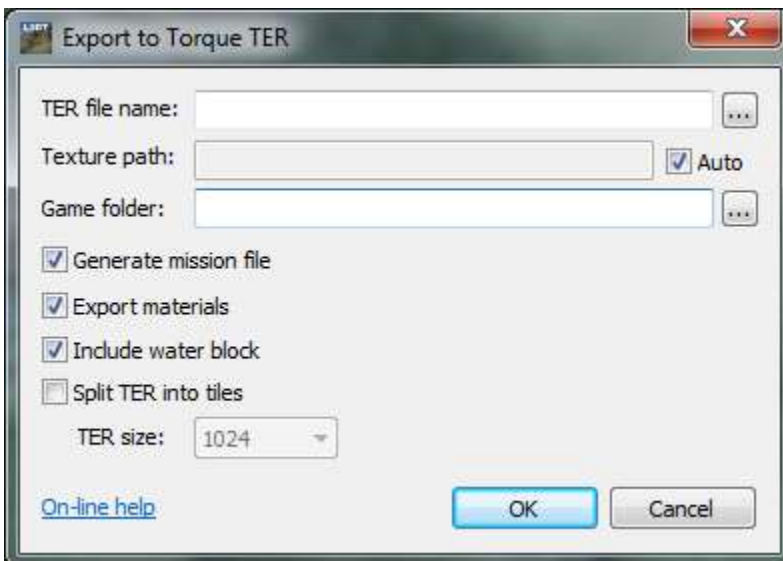 L3DT
Export to Torque TER
TER file name:
...
Texture path:
Auto
Game folder:
...
Generate mission file
Export materials
Include water block
Split TER into tiles
TER size:
1024
On-line help
OK
Cancel